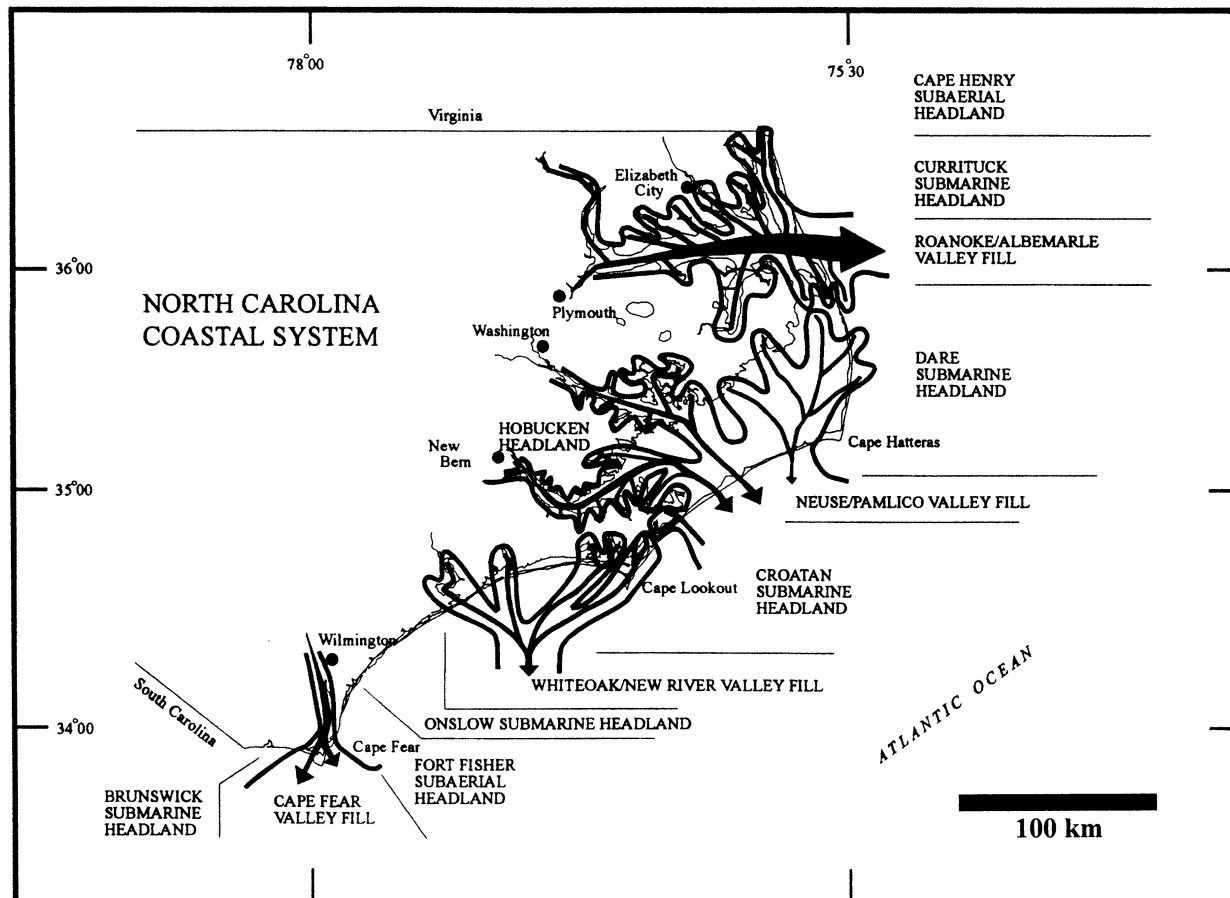 78°00
75°30
CAPE HENRY
SUBAERIAL
HEADLAND
Virginia
Elizabeth
City
CURRITUCK
SUBMARINE
HEADLAND
ROANOKE/ALBEMARLE
VALLEY FILL
36°00
NORTH CAROLINA
COASTAL SYSTEM
Plymouth
Washington
DARE
SUBMARINE
HEADLAND
HOBUCKEN
HEADLAND
New
Bern
Cape Hatteras
35°00
NEUSE/PAMLICO VALLEY FILL
Cape Lookout
CROATAN
SUBMARINE
HEADLAND
Wilmington
WHITEOAK/NEW RIVER VALLEY FILL
South Carolina
ONSLOW SUBMARINE HEADLAND
34°00
ATLANTIC OCEAN
Cape Fear
FORT FISHER
SUBAERIAL
HEADLAND
BRUNSWICK
SUBMARINE
HEADLAND
CAPE FEAR
VALLEY FILL
100 km